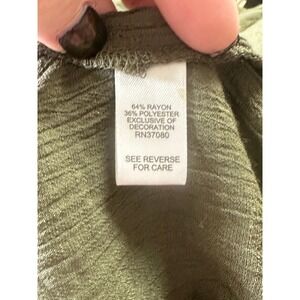 64% RAYON
36% POLYESTER
EXCLUSIVE OF
DECORATION
RN37080
SEE REVERSE
FOR CARE